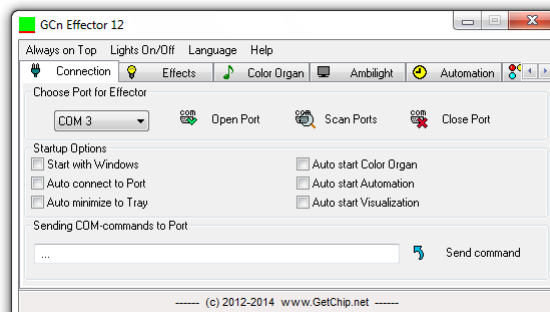 GCn Effector 12
Always on Top Lights On/Off Language Help
Connection Effects Color Organ Ambilight Automation
Choose Port for Effector
COM 3 Open Port Scan Ports Close Port
Startup Options
Start with Windows Auto start Color Organ
Auto connect to Port Auto start Automation
Auto minimize to Tray Auto start Visualization
Sending COM-commands to Port
... Send command
------ (c) 2012-2014 www.GetChip.net ------